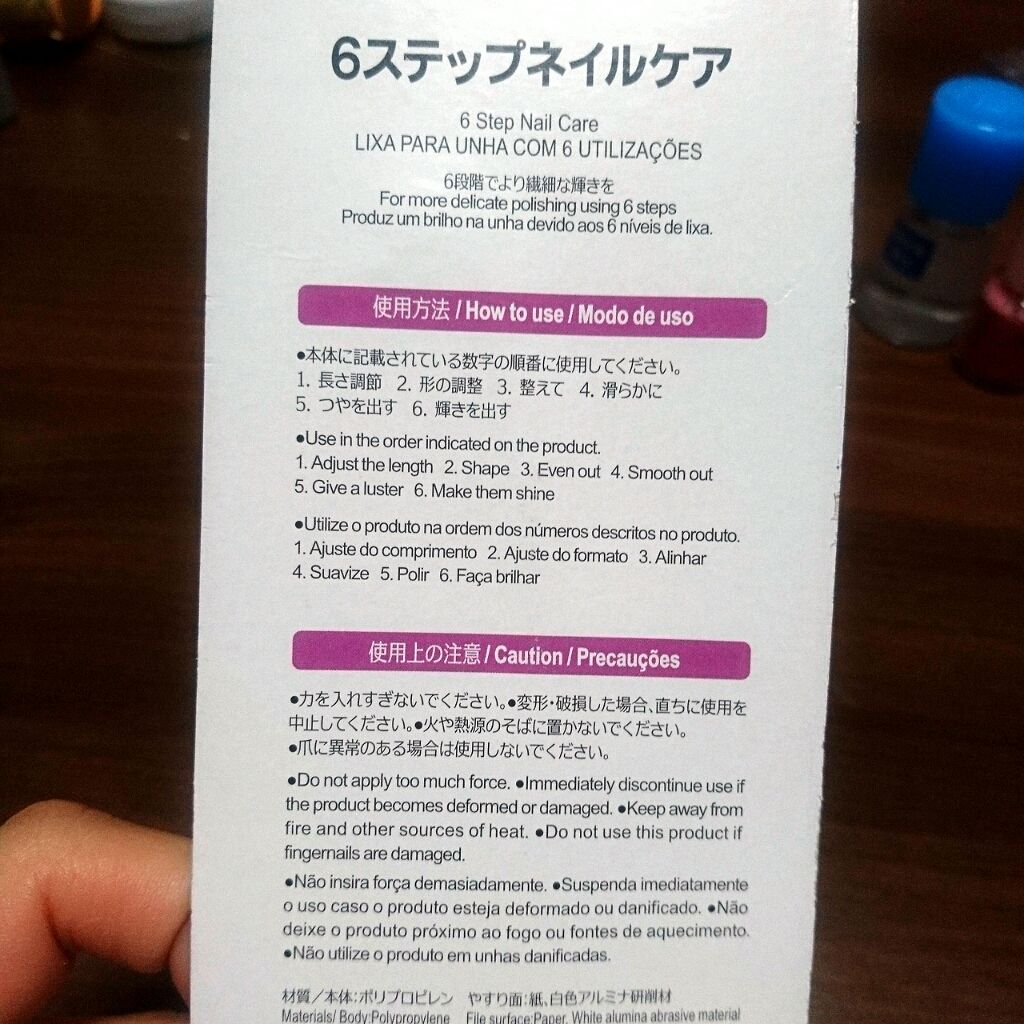 6ステップネイルケア
6 Step Nail Care
LIXA PARA UNHA COM 6 UTILIZAÇÕES
6段階でより繊細な輝きを
For more delicate polishing using 6 steps
Produz um brilho na unha devido aos 6 níveis de lixa.
使用方法 / How to use / Modo de uso
●本体に記載されている数字の順番に使用してください。
1. 長さ調節 2. 形の調整 3. 整えて 4. 滑らかに
5. つやを出す 6. 輝きを出す
●Use in the order indicated on the product.
1. Adjust the length 2. Shape 3. Even out 4. Smooth out
5. Give a luster 6. Make them shine
●Utilize o produto na ordem dos números descritos no produto.
1. Ajuste do comprimento 2. Ajuste do formato 3. Alinhar
4. Suavize 5. Polir 6. Faça brilhar
使用上の注意 / Caution / Precauções
●力を入れすぎないでください。●変形・破損した場合、直ちに使用を
中止してください。●火や熱源のそばに置かないでください。
●爪に異常のある場合は使用しないでください。
●Do not apply too much force. ●Immediately discontinue use if
the product becomes deformed or damaged. ●Keep away from
fire and other sources of heat. ●Do not use this product if
fingernails are damaged.
●Não insira força demasiadamente. ●Suspenda imediatamente
o uso caso o produto esteja deformado ou danificado. ●Não
deixe o produto próximo ao fogo ou fontes de aquecimento.
●Não utilize o produto em unhas danificadas.
材質／本体：ポリプロピレン やすり面：紙、白色アルミナ研削材
Materials/ Body:Polypropylene File surface:Paper, White alumina abrasive material